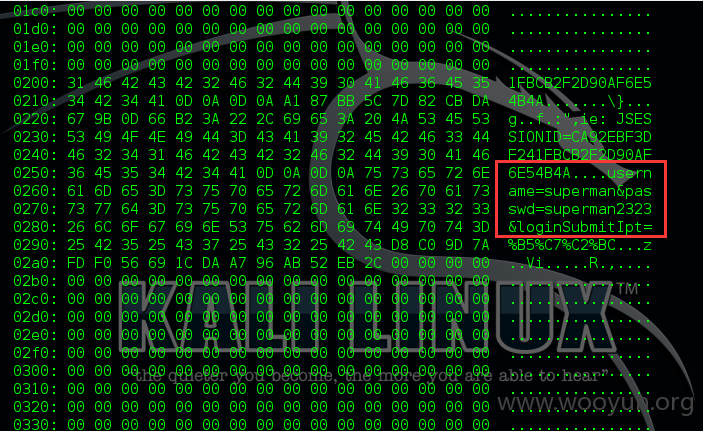 01c0: 00 00 00 00 00 00 00 00 00 00 00 00 00 00 00 00 ................
01d0: 00 00 00 00 00 00 00 00 00 00 00 00 00 00 00 00 ................
01e0: 00 00 00 00 00 00 00 00 00 00 00 00 00 00 00 00 ................
01f0: 00 00 00 00 00 00 00 00 00 00 00 00 00 00 00 00 ................
0200: 31 46 42 43 42 32 46 32 44 39 30 41 46 36 45 35 1FBCB2F2D90AF6E5
0210: 34 42 34 41 0D 0A 0D 0A A1 87 BB 5C 7D 82 CB DA 4B4A.......\}...
0220: 67 9B 0D 66 B2 3A 22 2C 69 65 3A 20 4A 53 45 53 g..f.:",ie: JSES
0230: 53 49 4F 4E 49 44 3D 43 41 39 32 45 42 46 33 44 SIONID=CA92EBF3D
0240: 46 32 34 31 46 42 43 42 32 46 32 44 39 30 41 46 F241FBCB2F2D90AF
0250: 36 45 35 34 42 34 41 0D 0A 0D 0A 75 73 65 72 6E 6E54B4A....usern
0260: 61 6D 65 3D 73 75 70 65 72 6D 61 6E 26 70 61 73 ame=superman&pas
0270: 73 77 64 3D 73 75 70 65 72 6D 61 6E 32 33 32 33 swd=superman2323
0280: 26 6C 6F 67 69 6E 53 75 62 6D 69 74 49 70 74 3D &loginSubmitIpt=
0290: 25 42 35 25 43 37 25 43 32 25 42 43 D8 C0 9D 7A %B5%C7%C2%BC...z
02a0: FD F0 56 69 1C DA A7 96 AB 52 EB 2C 00 00 00 00 ..Vi.....R.,....
02b0: 00 00 00 00 00 00 00 00 00 00 00 00 00 00 00 00 ................
02c0: 00 00 00 00 00 00 00 00 00 00 00 00 00 00 00 00 ................
02d0: 00 00 00 00 00 00 00 00 00 00 00 00 00 00 00 00 ................
02e0: 00 00 00 00 00 00 00 00 00 00 00 00 00 00 00 00 ................
02f0: 00 00 00 00 00 00 00 00 00 00 00 00 00 00 00 00 ................
0300: 00 00 00 00 00 00 00 00 00 00 00 00 00 00 00 00 ................
0310: 00 00 00 00 00 00 00 00 00 00 00 00 00 00 00 00 ................
0320: 00 00 00 00 00 00 00 00 00 00 00 00 00 00 00 00 ................
0330: 00 00 00 00 00 00 00 00 00 00 00 00 00 00 00 00 ................
KALI LINUX™
the quieter you become, the more you are able to hear"
www.wooyun.org